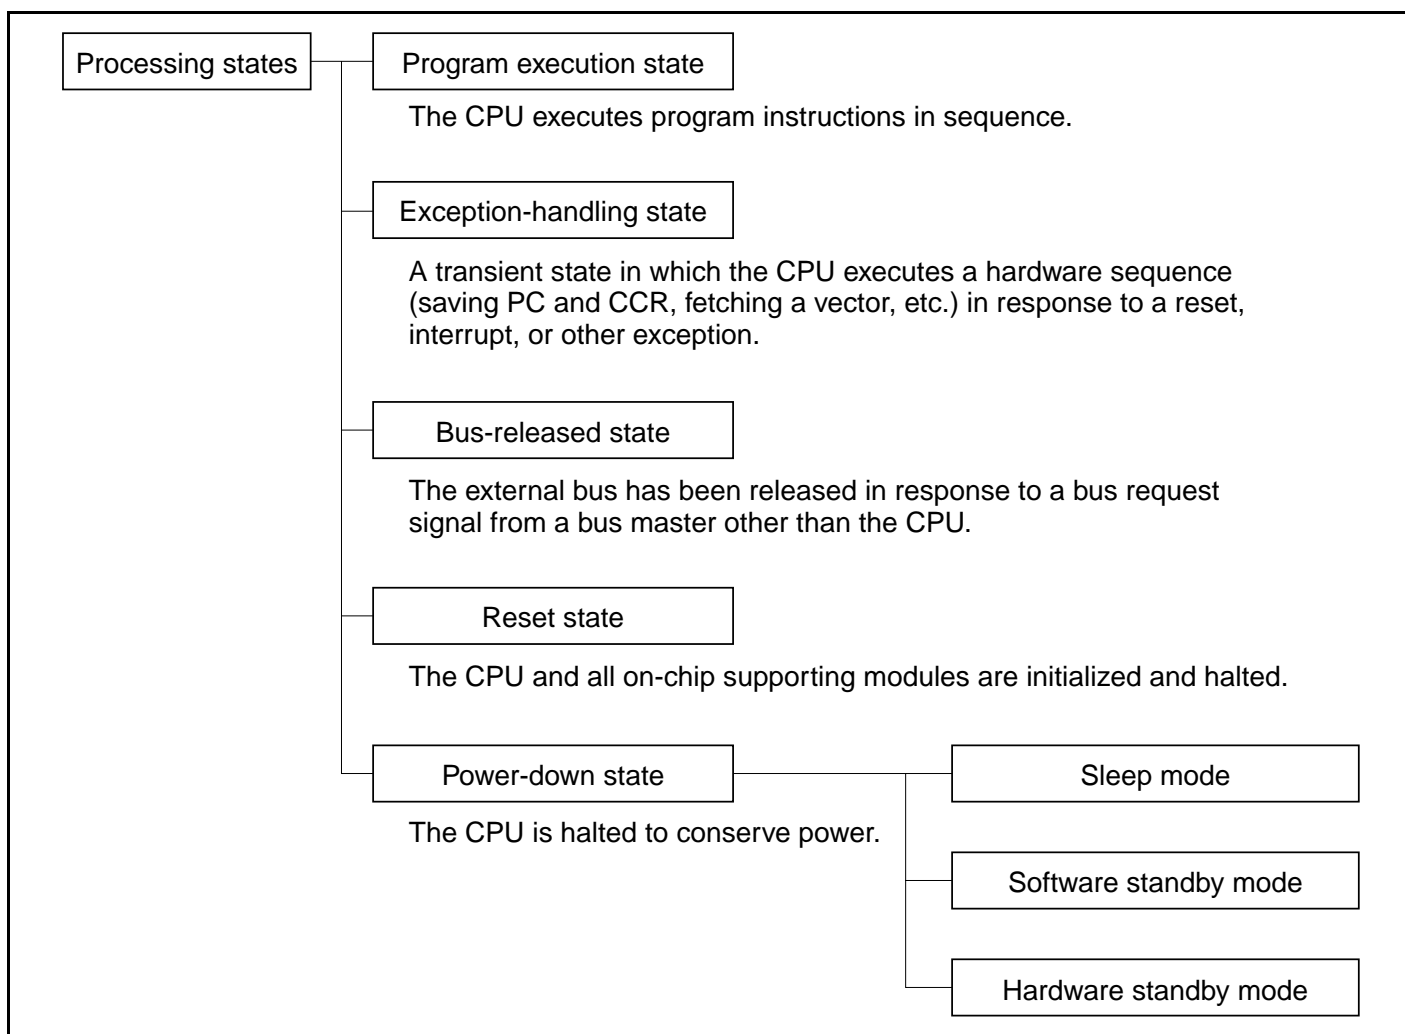 Processing states
Program execution state
The CPU executes program instructions in sequence.
Exception-handling state
A transient state in which the CPU executes a hardware sequence
(saving PC and CCR, fetching a vector, etc.) in response to a reset,
interrupt, or other exception.
Bus-released state
The external bus has been released in response to a bus request
signal from a bus master other than the CPU.
Reset state
The CPU and all on-chip supporting modules are initialized and halted.
Power-down state
Sleep mode
The CPU is halted to conserve power.
Software standby mode
Hardware standby mode